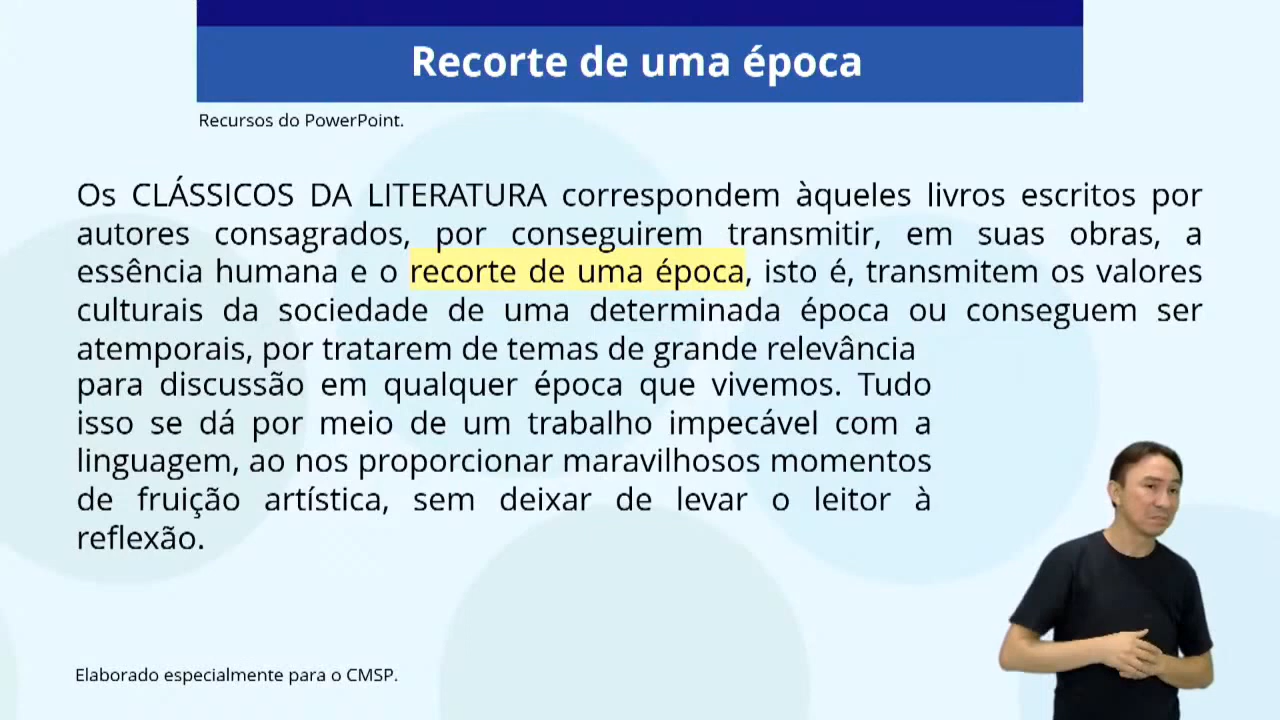 Recorte de uma época
Recursos do PowerPoint.
Os CLÁSSICOS DA LITERATURA correspondem àqueles livros escritos por
autores consagrados, por conseguirem transmitir, em suas obras, a
essência humana e o recorte de uma época, isto é, transmitem os valores
culturais da sociedade de uma determinada época ou conseguem ser
atemporais, por tratarem de temas de grande relevância
para discussão em qualquer época que vivemos. Tudo
isso se dá por meio de um trabalho impecável com a
linguagem, ao nos proporcionar maravilhosos momentos
de fruição artística, sem deixar de levar o leitor à
reflexão.
Elaborado especialmente para o CMSP.